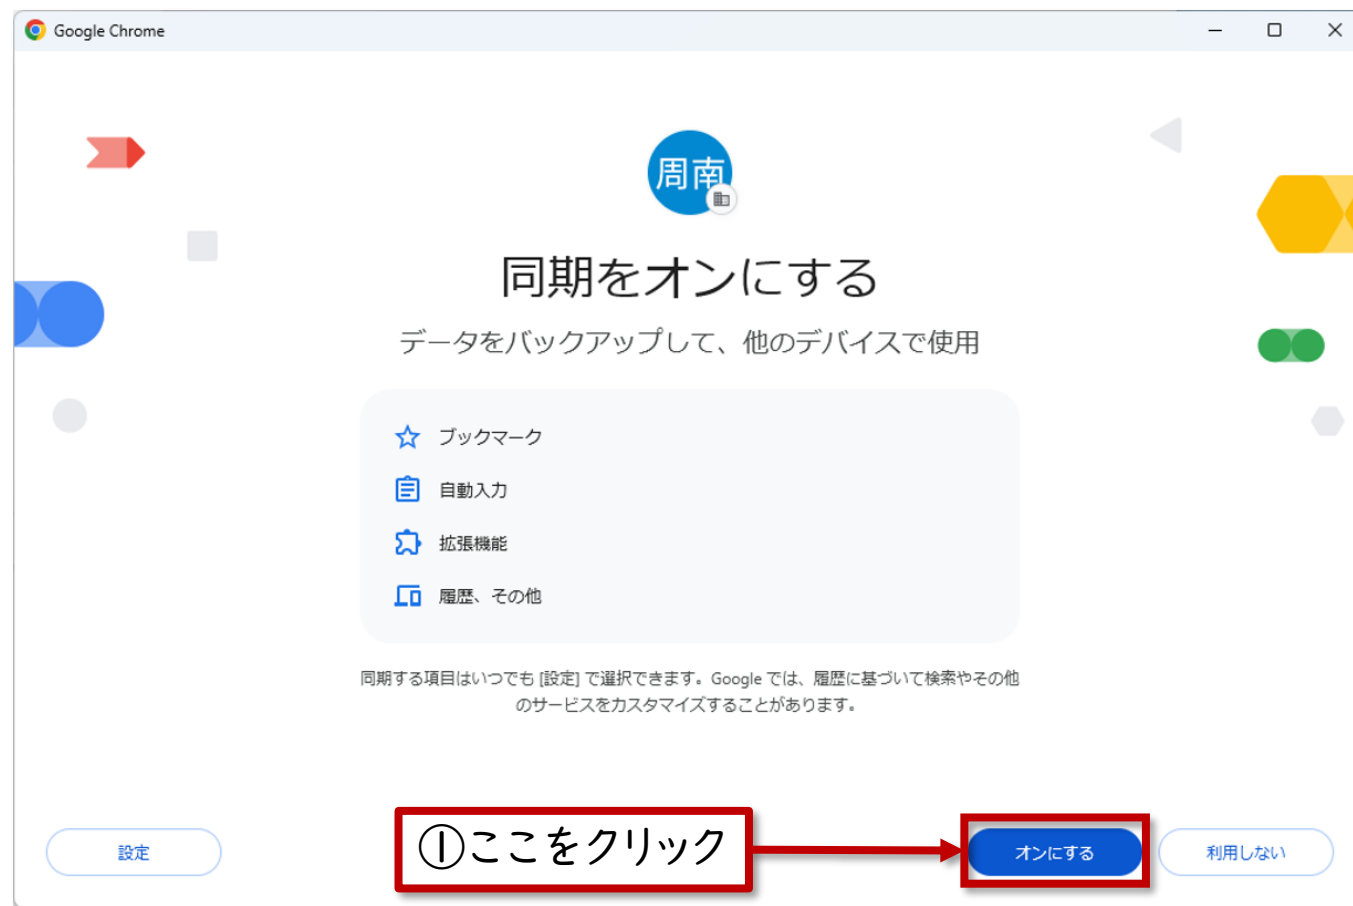 Google Chrome
周南
同期をオンにする
データをバックアップして、他のデバイスで使用
ブックマーク
自動入力
拡張機能
履歴、その他
同期する項目はいつでも [設定] で選択できます。Google では、履歴に基づいて検索やその他
のサービスをカスタマイズすることがあります。
設定
①ここをクリック
オンにする
利用しない